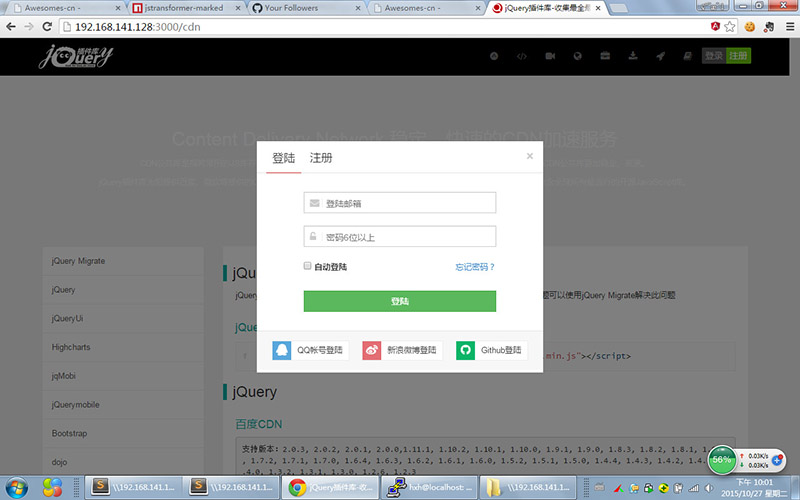 Awesomes-cn -
jstransformer-marked
Your Followers
Awesomes-cn -
jQuery插件库-收集最全最
192.168.141.128:3000/cdn
jQuery 插件库
登录 注册
Content Delivery Network 稳定、快速的CDN加速服务
登陆 注册 ×
登陆邮箱
密码6位以上
自动登陆 忘记密码？
登陆
QQ帐号登陆 新浪微博登陆 Github登陆
jQuery Migrate
jQuery
jQueryUi
Highcharts
jqMobi
jQuerymobile
Bootstrap
dojo
题可以使用jQuery Migrate解决此问题
.min.js"></script>
jQuery
百度CDN
支持版本: 2.0.3, 2.0.2, 2.0.1, 2.0.0,1.11.1, 1.10.2, 1.10.1, 1.10.0, 1.9.1, 1.9.0, 1.8.3, 1.8.2, 1.8.1, 1.
, 1.7.2, 1.7.1, 1.7.0, 1.6.4, 1.6.3, 1.6.2, 1.6.1, 1.6.0, 1.5.2, 1.5.1, 1.5.0, 1.4.4, 1.4.3, 1.4.2, 1.4.
.4.0, 1.3.2, 1.3.1, 1.3.0, 1.2.6, 1.2.3
56%
0.03K/s
0.03K/s
\\192.168.141.1...
\\192.168.141.1...
jQuery插件库-收...
hxh@localhost:
\\192.168.141.1...
下午 10:01
2015/10/27 星期二